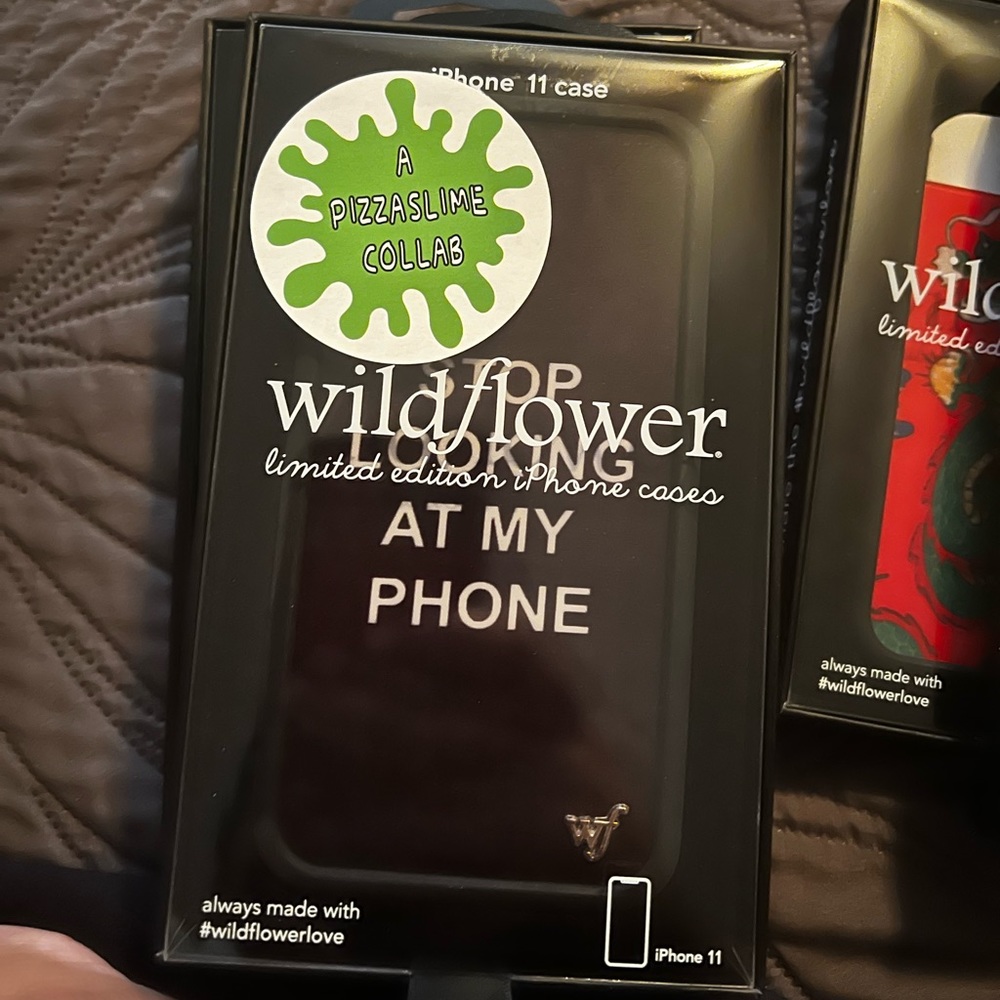 iPhone 11 case
A
PIZZASLIME
COLLAB
STOP
wildflower.
LOOKING
limited edition iPhone cases
AT MY
PHONE
wf
always made with
#wildflowerlove
iPhone 11
wild
limited ed
always made with
#wildflowerlove